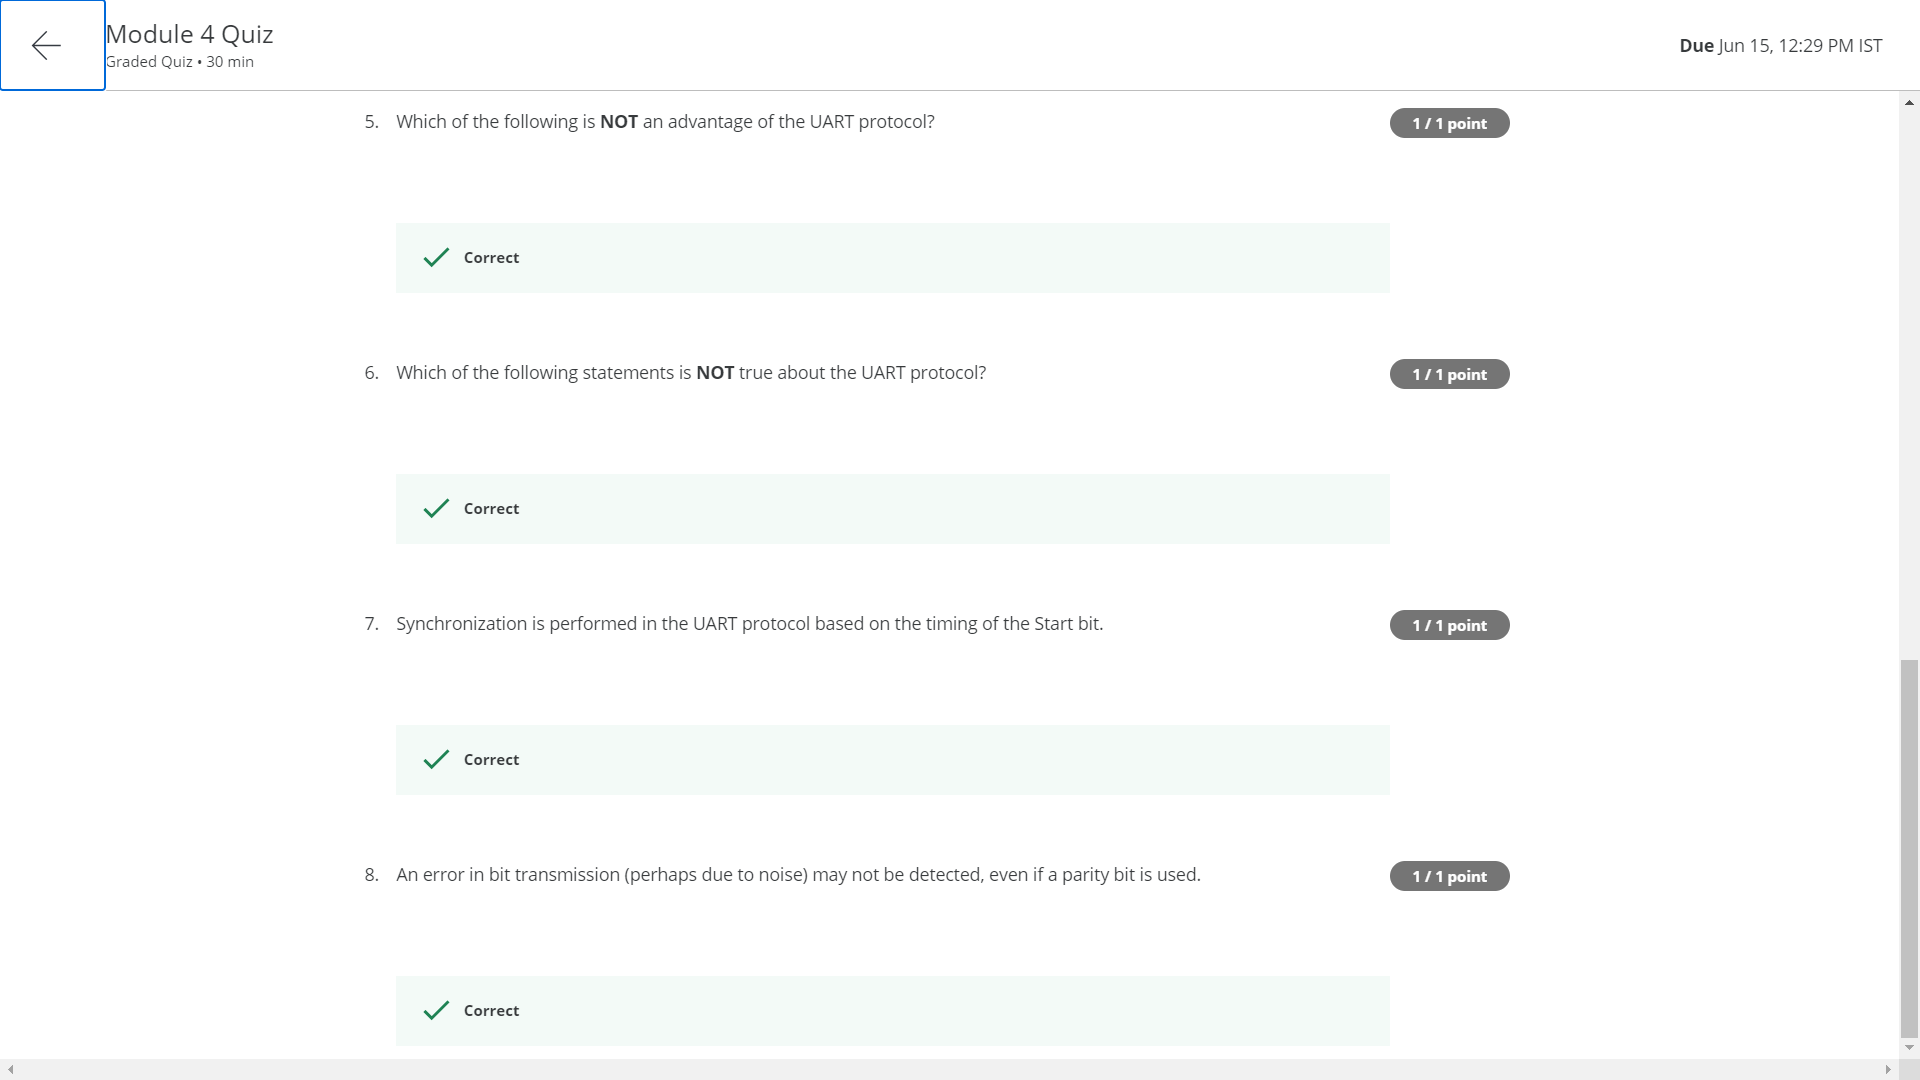 Module 4 Quiz
Graded Quiz • 30 min
Due Jun 15, 12:29 PM IST
5. Which of the following is NOT an advantage of the UART protocol?
1 / 1 point
Correct
6. Which of the following statements is NOT true about the UART protocol?
1 / 1 point
Correct
7. Synchronization is performed in the UART protocol based on the timing of the Start bit.
1 / 1 point
Correct
8. An error in bit transmission (perhaps due to noise) may not be detected, even if a parity bit is used.
1 / 1 point
Correct